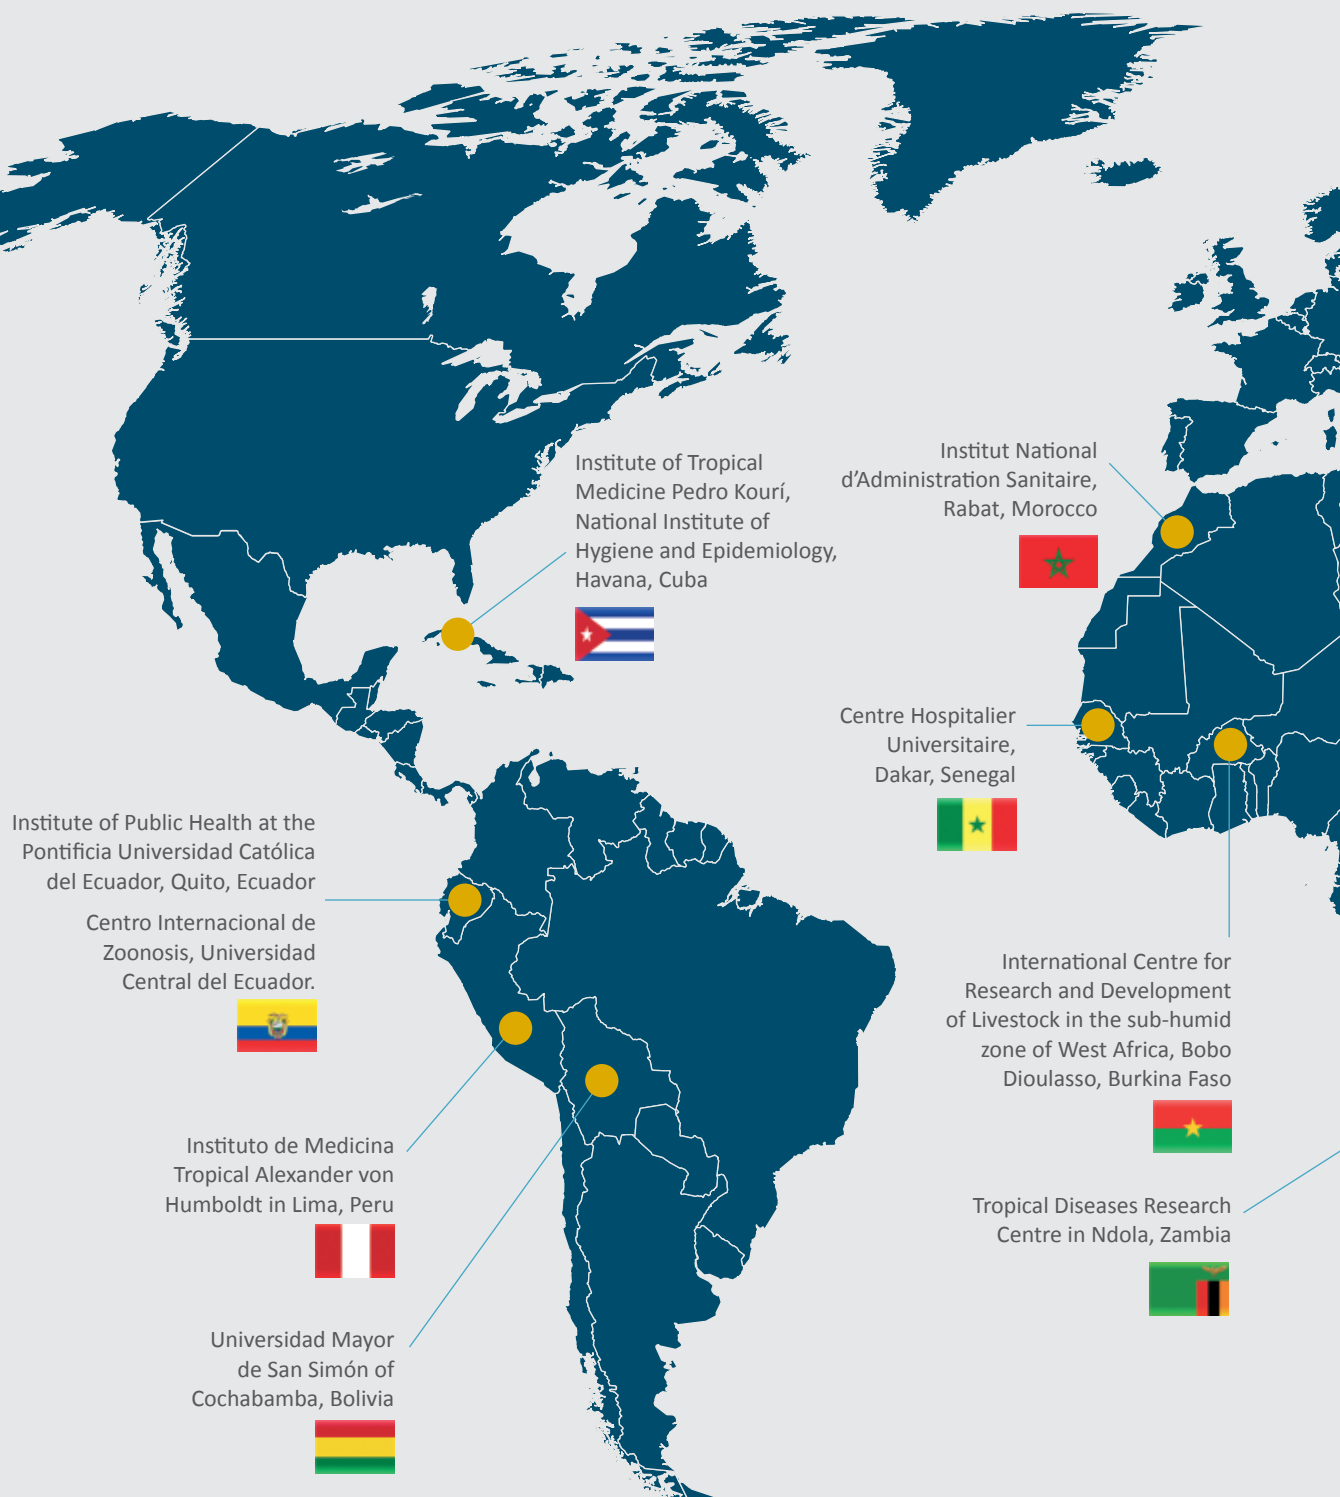 Institute of Tropical
Medicine Pedro Kourí,
National Institute of
Hygiene and Epidemiology,
Havana, Cuba
Institut National
d’Administration Sanitaire,
Rabat, Morocco
Centre Hospitalier
Universitaire,
Dakar, Senegal
Institute of Public Health at the
Pontificia Universidad Católica
del Ecuador, Quito, Ecuador
Centro Internacional de
Zoonosis, Universidad
Central del Ecuador.
International Centre for
Research and Development
of Livestock in the sub-humid
zone of West Africa, Bobo
Dioulasso, Burkina Faso
Instituto de Medicina
Tropical Alexander von
Humboldt in Lima, Peru
Tropical Diseases Research
Centre in Ndola, Zambia
Universidad Mayor
de San Simón of
Cochabamba, Bolivia